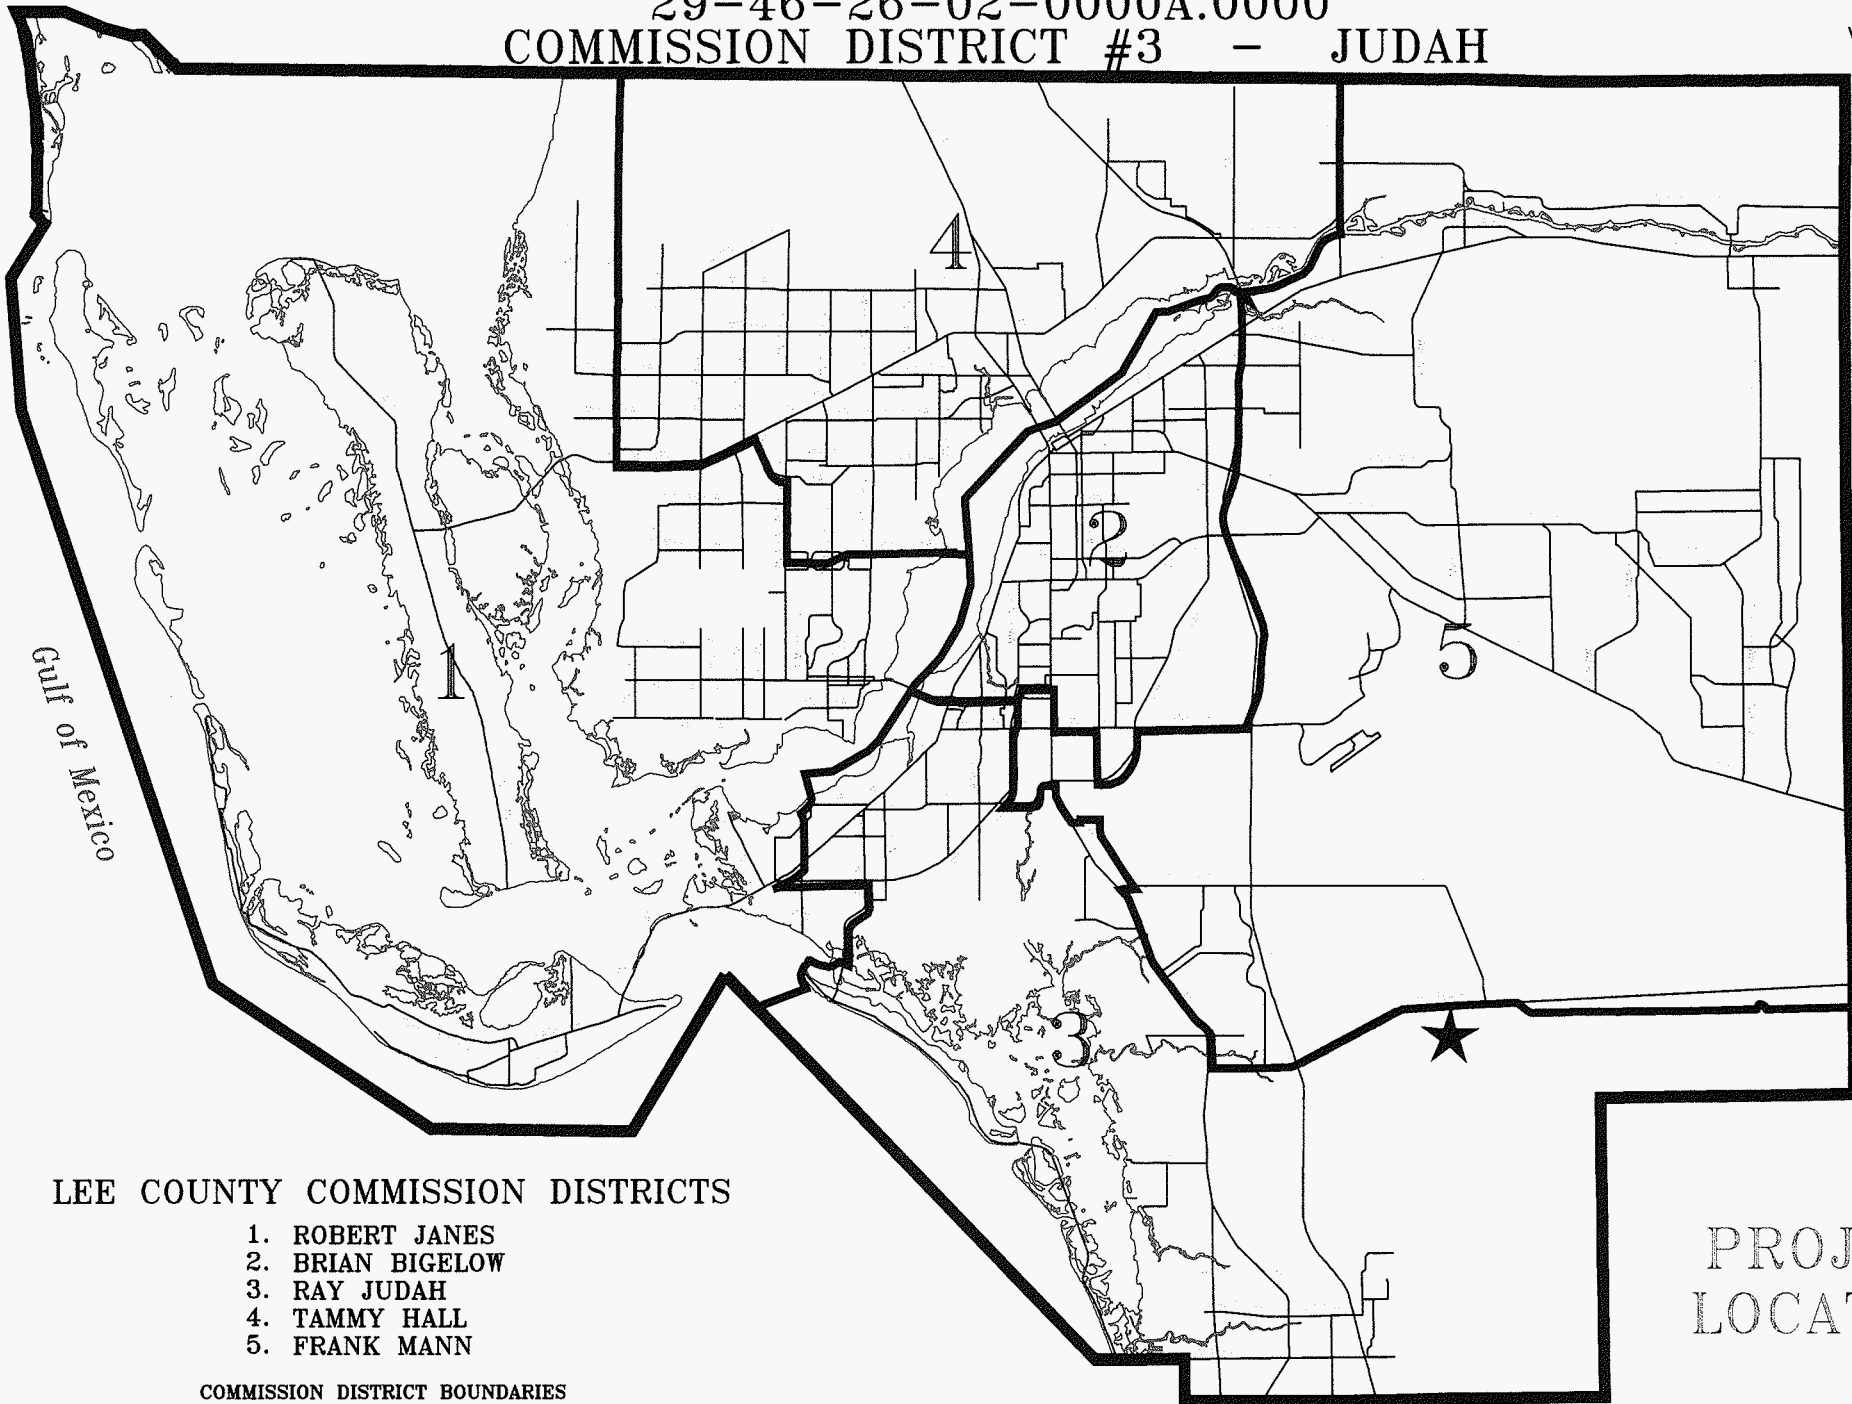 29-46-26-02-0000A.0000
COMMISSION DISTRICT #3 - JUDAH
4
2
1
5
3
Gulf of Mexico
LEE COUNTY COMMISSION DISTRICTS
1. ROBERT JANES
2. BRIAN BIGELOW
3. RAY JUDAH
4. TAMMY HALL
5. FRANK MANN
COMMISSION DISTRICT BOUNDARIES